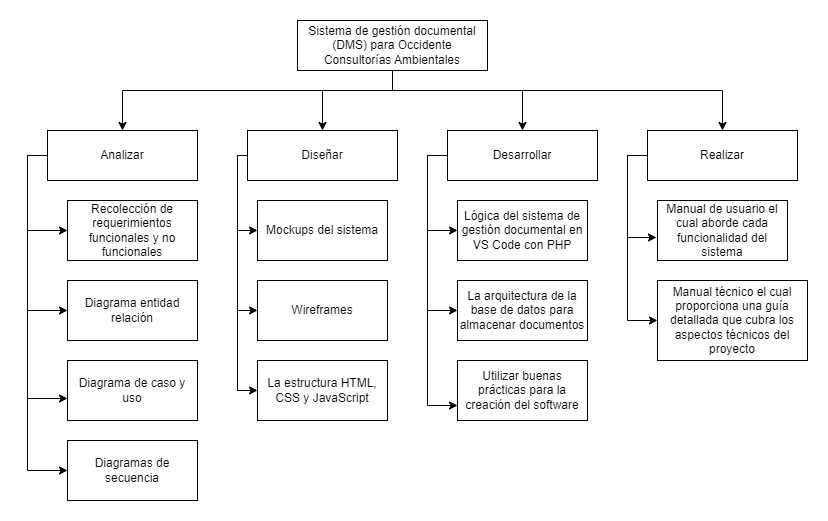 Sistema de gestión documental
(DMS) para Occidente
Consultorías Ambientales
Analizar
Diseñar
Desarrollar
Realizar
Recolección de
requerimientos
funcionales y no
funcionales
Diagrama entidad
relación
Diagrama de caso y
uso
Diagramas de
secuencia
Mockups del sistema
Wireframes
La estructura HTML,
CSS y JavaScript
Lógica del sistema de
gestión documental en
VS Code con PHP
La arquitectura de la
base de datos para
almacenar documentos
Utilizar buenas
prácticas para la
creación del software
Manual de usuario el
cual aborde cada
funcionalidad del
sistema
Manual técnico el cual
proporciona una guía
detallada que cubra los
aspectos técnicos del
proyecto